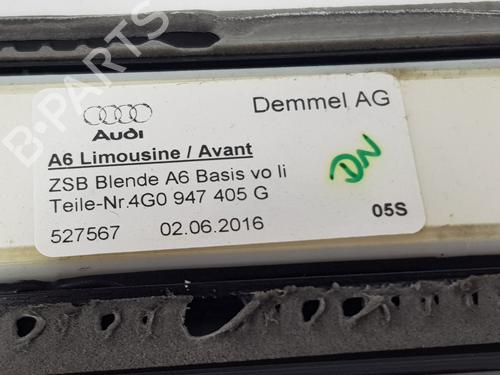 Audi
Demmel AG
A6 Limousine / Avant
ZSB Blende A6 Basis vo li
Teile-Nr.4G0 947 405 G
527567 02.06.2016
05S
DN
B-PARTS